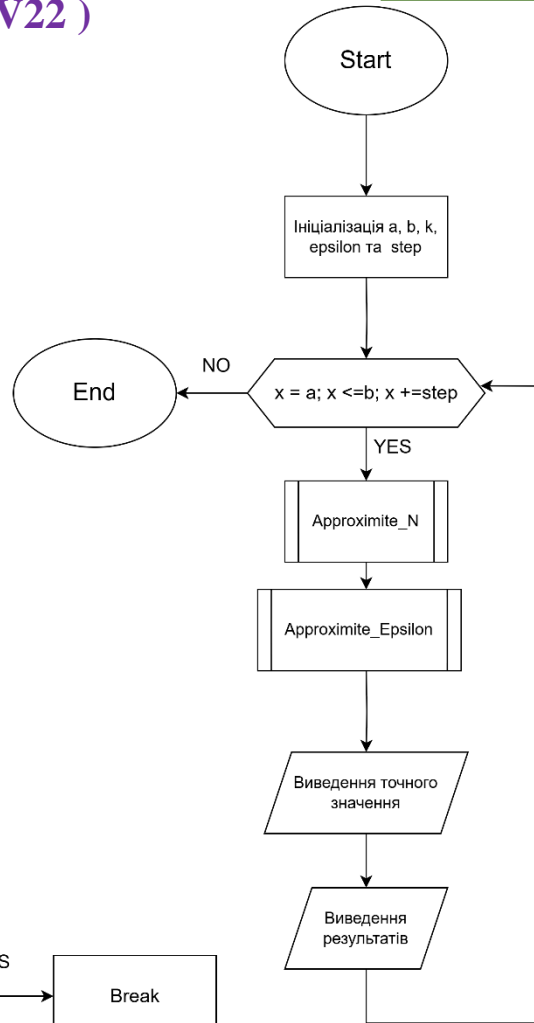 V22 )
Start
Ініціалізація a, b, k,
epsilon та step
NO
End
x = a; x <=b; x +=step
YES
Approximite_N
Approximite_Epsilon
Виведення точного
значення
Виведення
результатів
S
Break